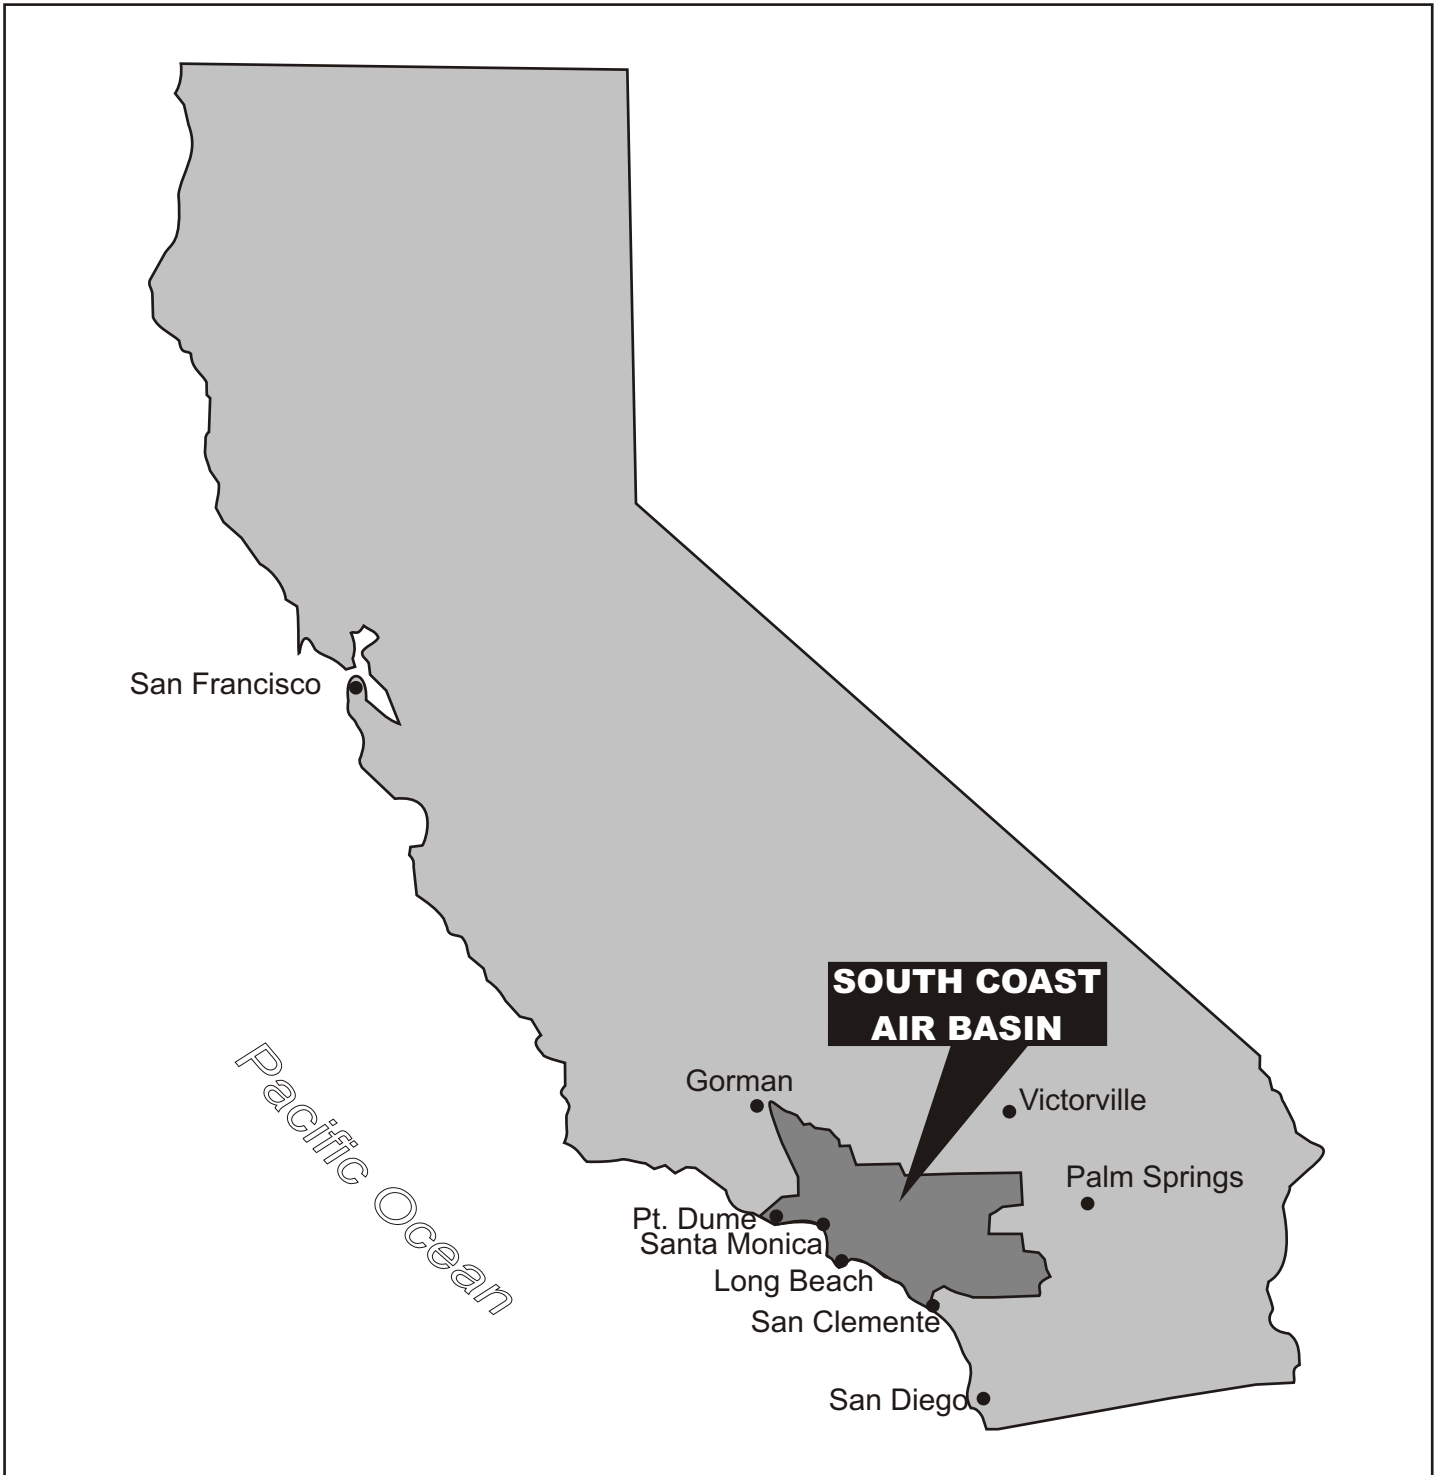 San Francisco
SOUTH COAST
AIR BASIN
Pacific Ocean
Gorman
Victorville
Palm Springs
Pt. Dume
Santa Monica
Long Beach
San Clemente
San Diego